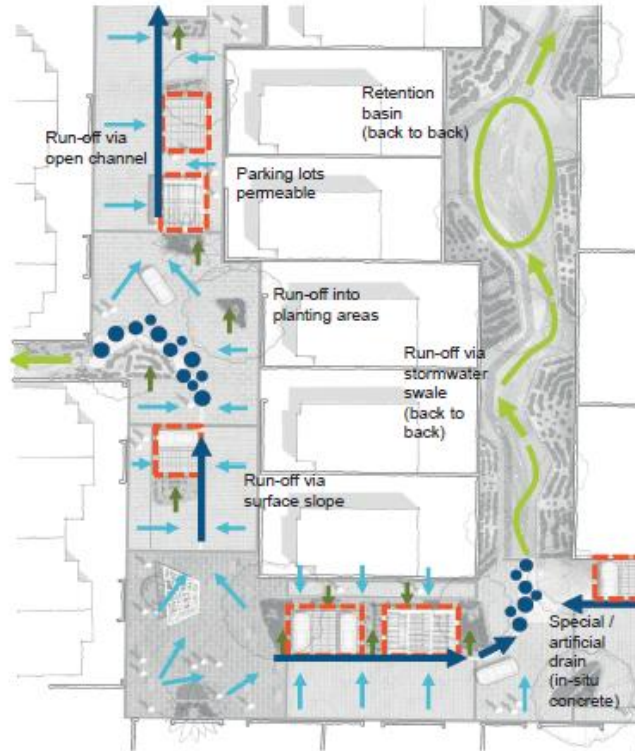 Retention
basin
(back to back)
Run-off via
open channel
Parking lots
permeable
Run-off into
planting areas
Run-off via
stormwater
swale
(back to
back)
Run-off via
surface slope
Special /
artificial
drain
(in-situ
concrete)